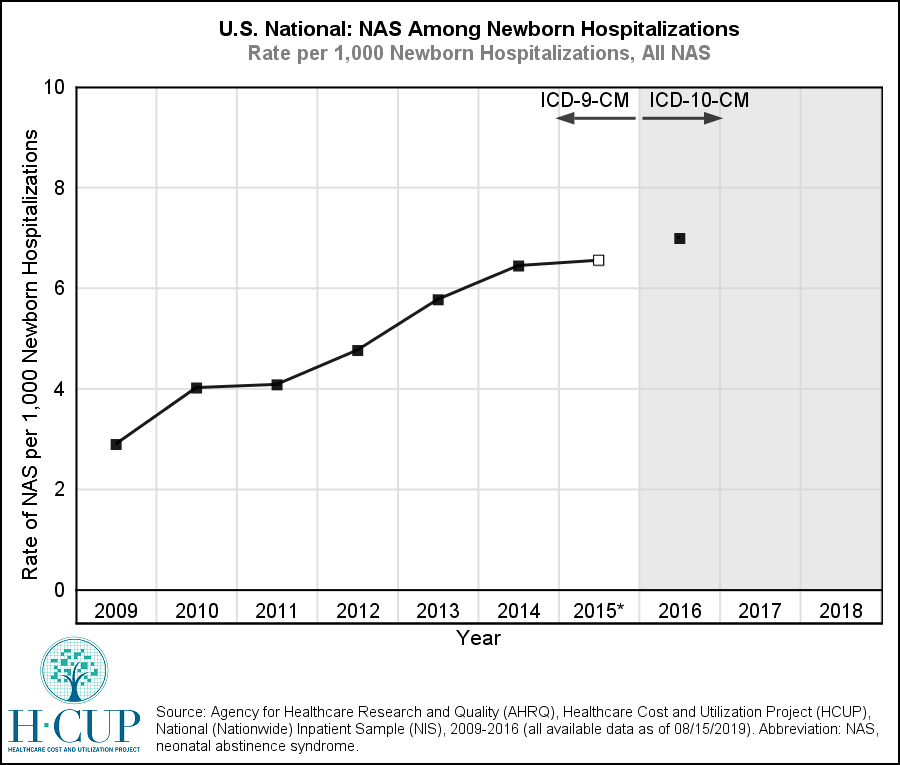 U.S. National: NAS Among Newborn Hospitalizations
Rate per 1,000 Newborn Hospitalizations, All NAS
Rate of NAS per 1,000 Newborn Hospitalizations
10
8
6
4
2
0
ICD-9-CM ICD-10-CM
2009 2010 2011 2012 2013 2014 2015* 2016 2017 2018
Year
H·CUP
HEALTHCARE COST AND UTILIZATION PROJECT
Source: Agency for Healthcare Research and Quality (AHRQ), Healthcare Cost and Utilization Project (HCUP),
National (Nationwide) Inpatient Sample (NIS), 2009-2016 (all available data as of 08/15/2019). Abbreviation: NAS,
neonatal abstinence syndrome.